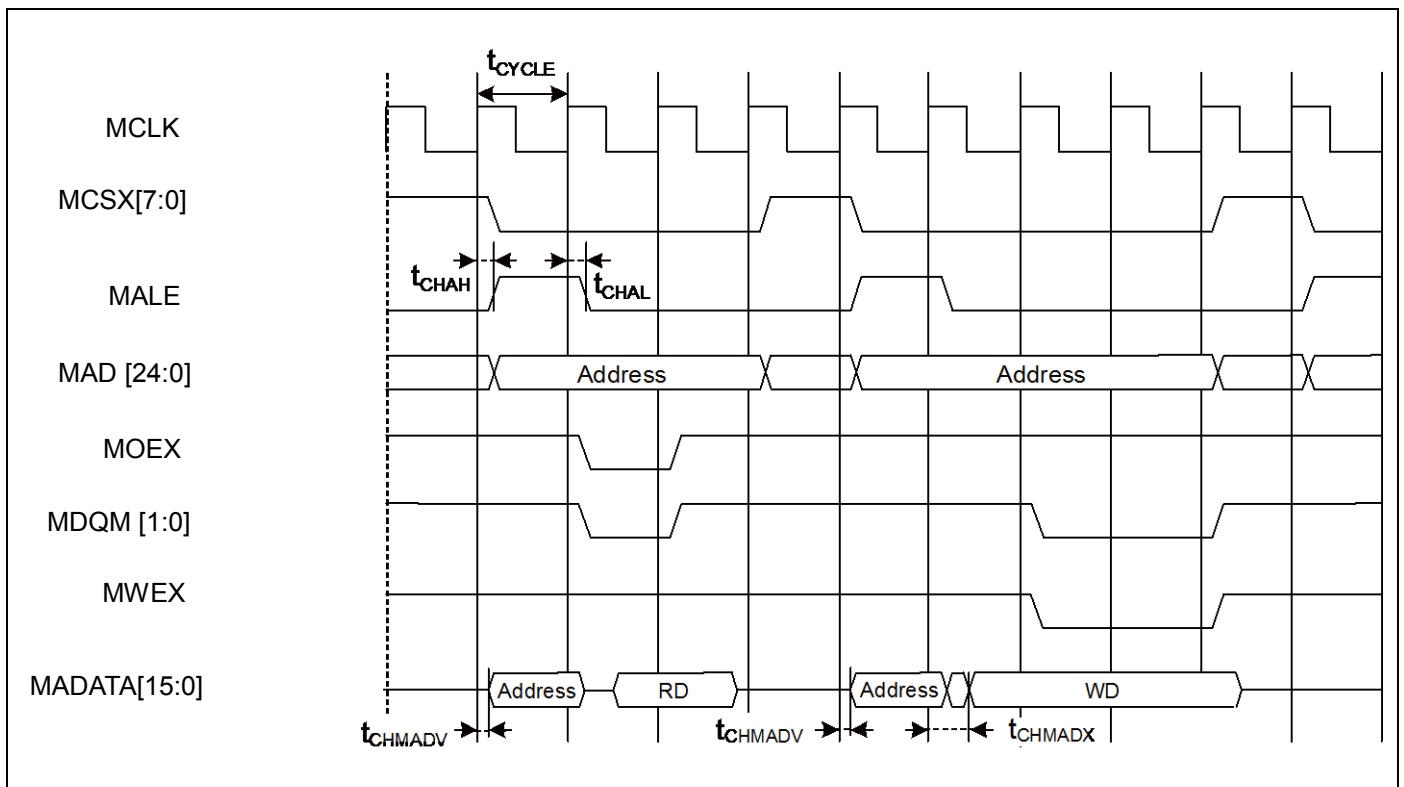 tCYCLE
MCLK
MCSX[7:0]
tCHAH
tCHAL
MALE
MAD [24:0]
Address
Address
MOEX
MDQM [1:0]
MWEX
MADATA[15:0]
Address
RD
Address
WD
tCHMADV
tCHMADV
tCHMADX